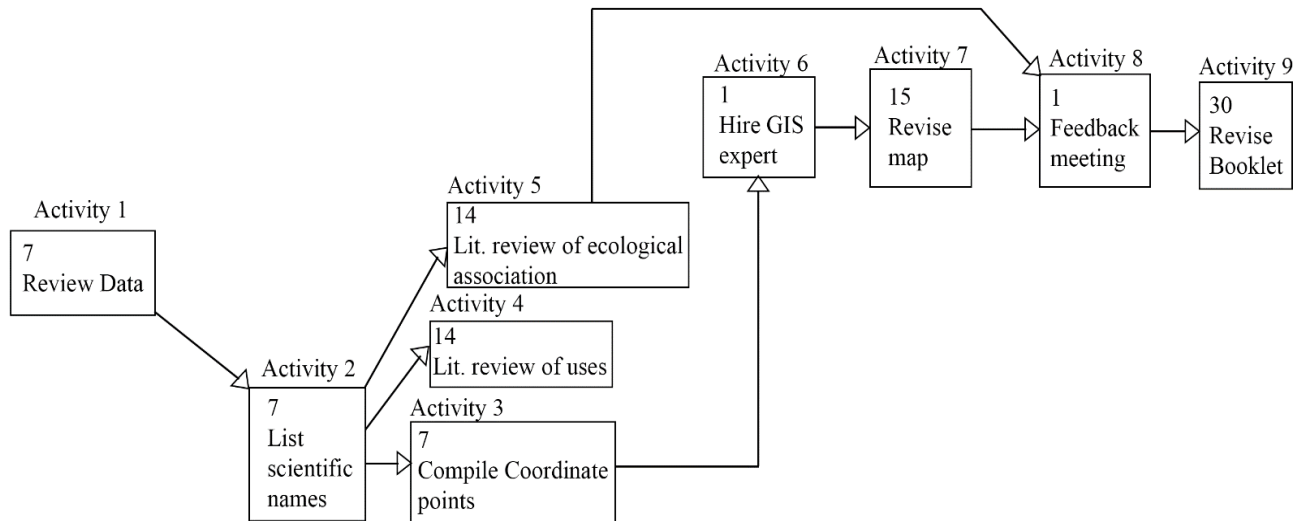 Activity 1
7
Review Data
Activity 2
7
List
scientific
names
Activity 5
14
Lit. review of ecological
association
Activity 4
14
Lit. review of uses
Activity 3
7
Compile Coordinate
points
Activity 6
1
Hire GIS
expert
Activity 7
15
Revise
map
Activity 8
1
Feedback
meeting
Activity 9
30
Revise
Booklet